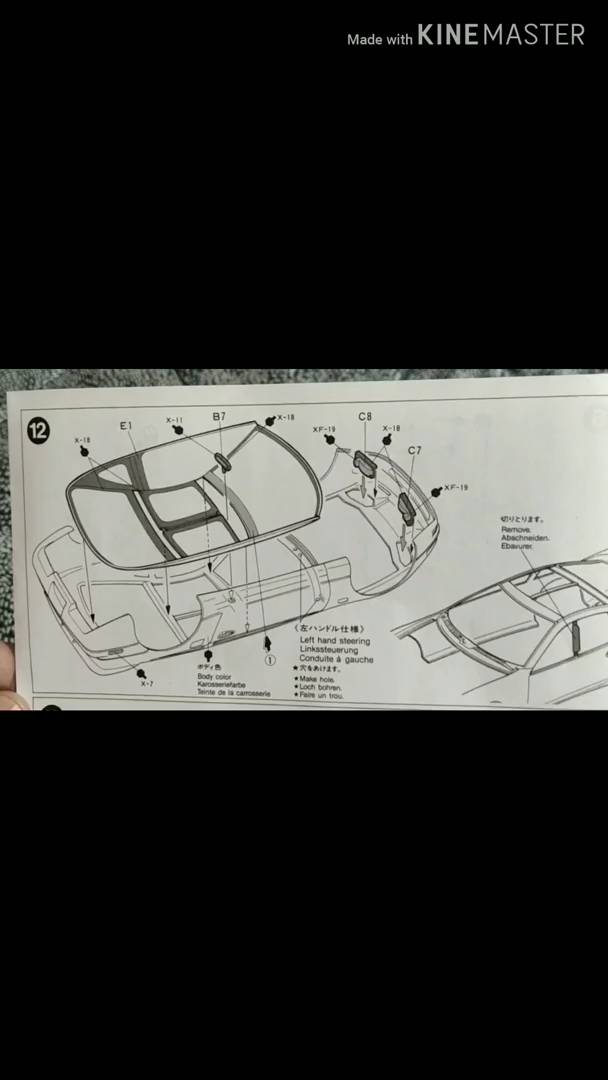 Made with KINEMASTER
12
X-18
E1
X-11
B7
X-18
XF-19
C8
X-18
C7
XF-19
切りとります。
Remove.
Abschneiden.
Ebavurer.
〈左ハンドル仕様〉
Left hand steering
Linkssteuerung
Conduite à gauche
★穴をあけます。
★Make hole.
★Loch bohren.
★Faire un trou.
①
ボディ色
Body color
Karosseriefarbe
Teinte de la carrosserie
X-7